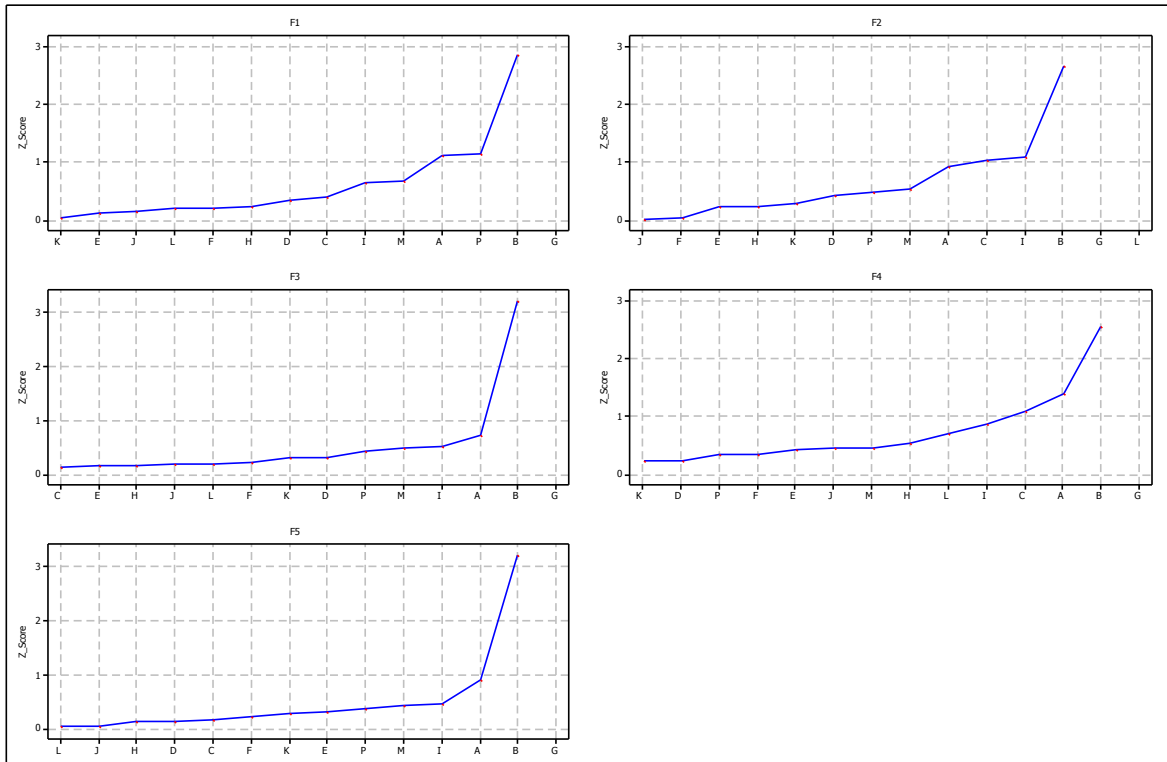 F1
3
2
1
0
Z_Score
K E J L F H D C I M A P B G
F2
3
2
1
0
Z_Score
J F E H K D P M A C I B G L
F3
3
2
1
0
Z_Score
C E H J L F K D P M I A B G
F4
3
2
1
0
Z_Score
K D P F E J M H L I C A B G
F5
3
2
1
0
Z_Score
L J H D C F K E P M I A B G